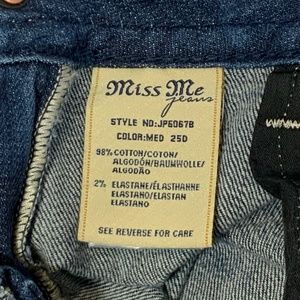 Miss Me
jeans
STYLE NO:JP6067B
COLOR:MED 250
98% COTTON/COTON/
ALGODÓN/BAUMWOLLE/
ALGODÃO
2% ELASTANE/ÉLASTHANNE
ELASTANO/ELASTAN
ELASTANO
SEE REVERSE FOR CARE